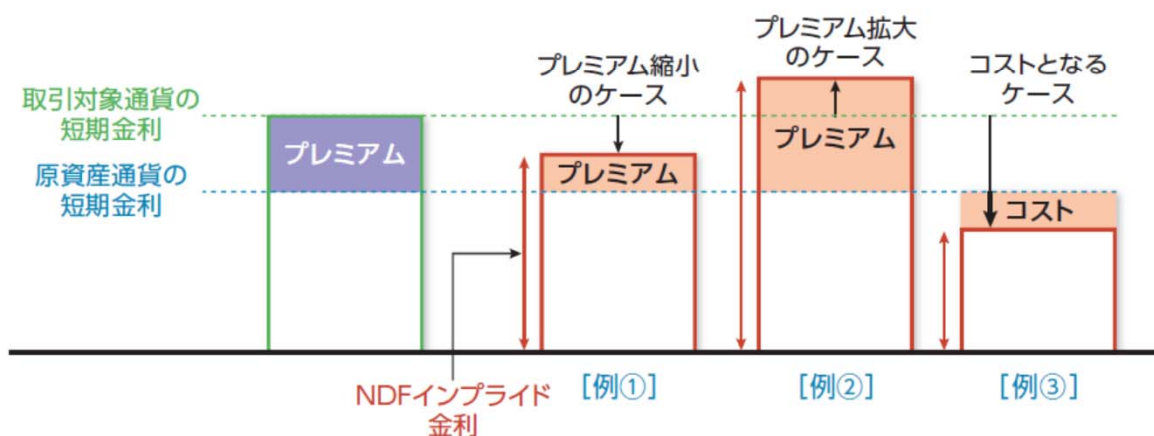 プレミアム縮小
のケース
プレミアム拡大
のケース
コストとなる
ケース
取引対象通貨の
短期金利
原資産通貨の
短期金利
プレミアム
プレミアム
プレミアム
コスト
NDFインプライド
金利
[例①]
[例②]
[例③]